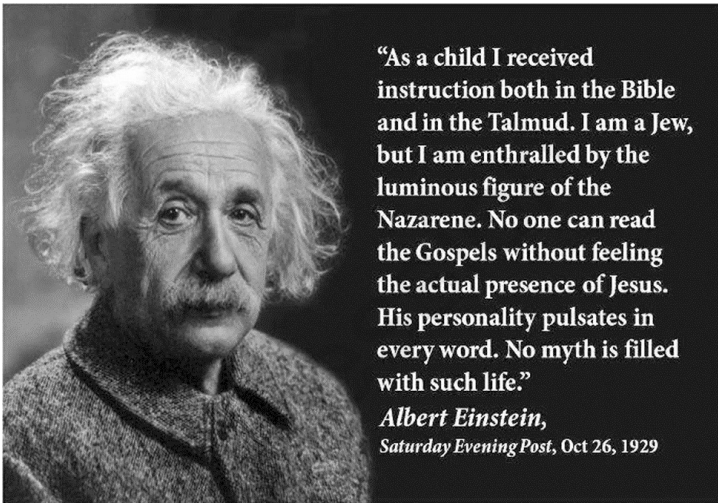 “As a child I received
instruction both in the Bible
and in the Talmud. I am a Jew,
but I am enthralled by the
luminous figure of the
Nazarene. No one can read
the Gospels without feeling
the actual presence of Jesus.
His personality pulsates in
every word. No myth is filled
with such life.”
Albert Einstein,
Saturday Evening Post, Oct 26, 1929